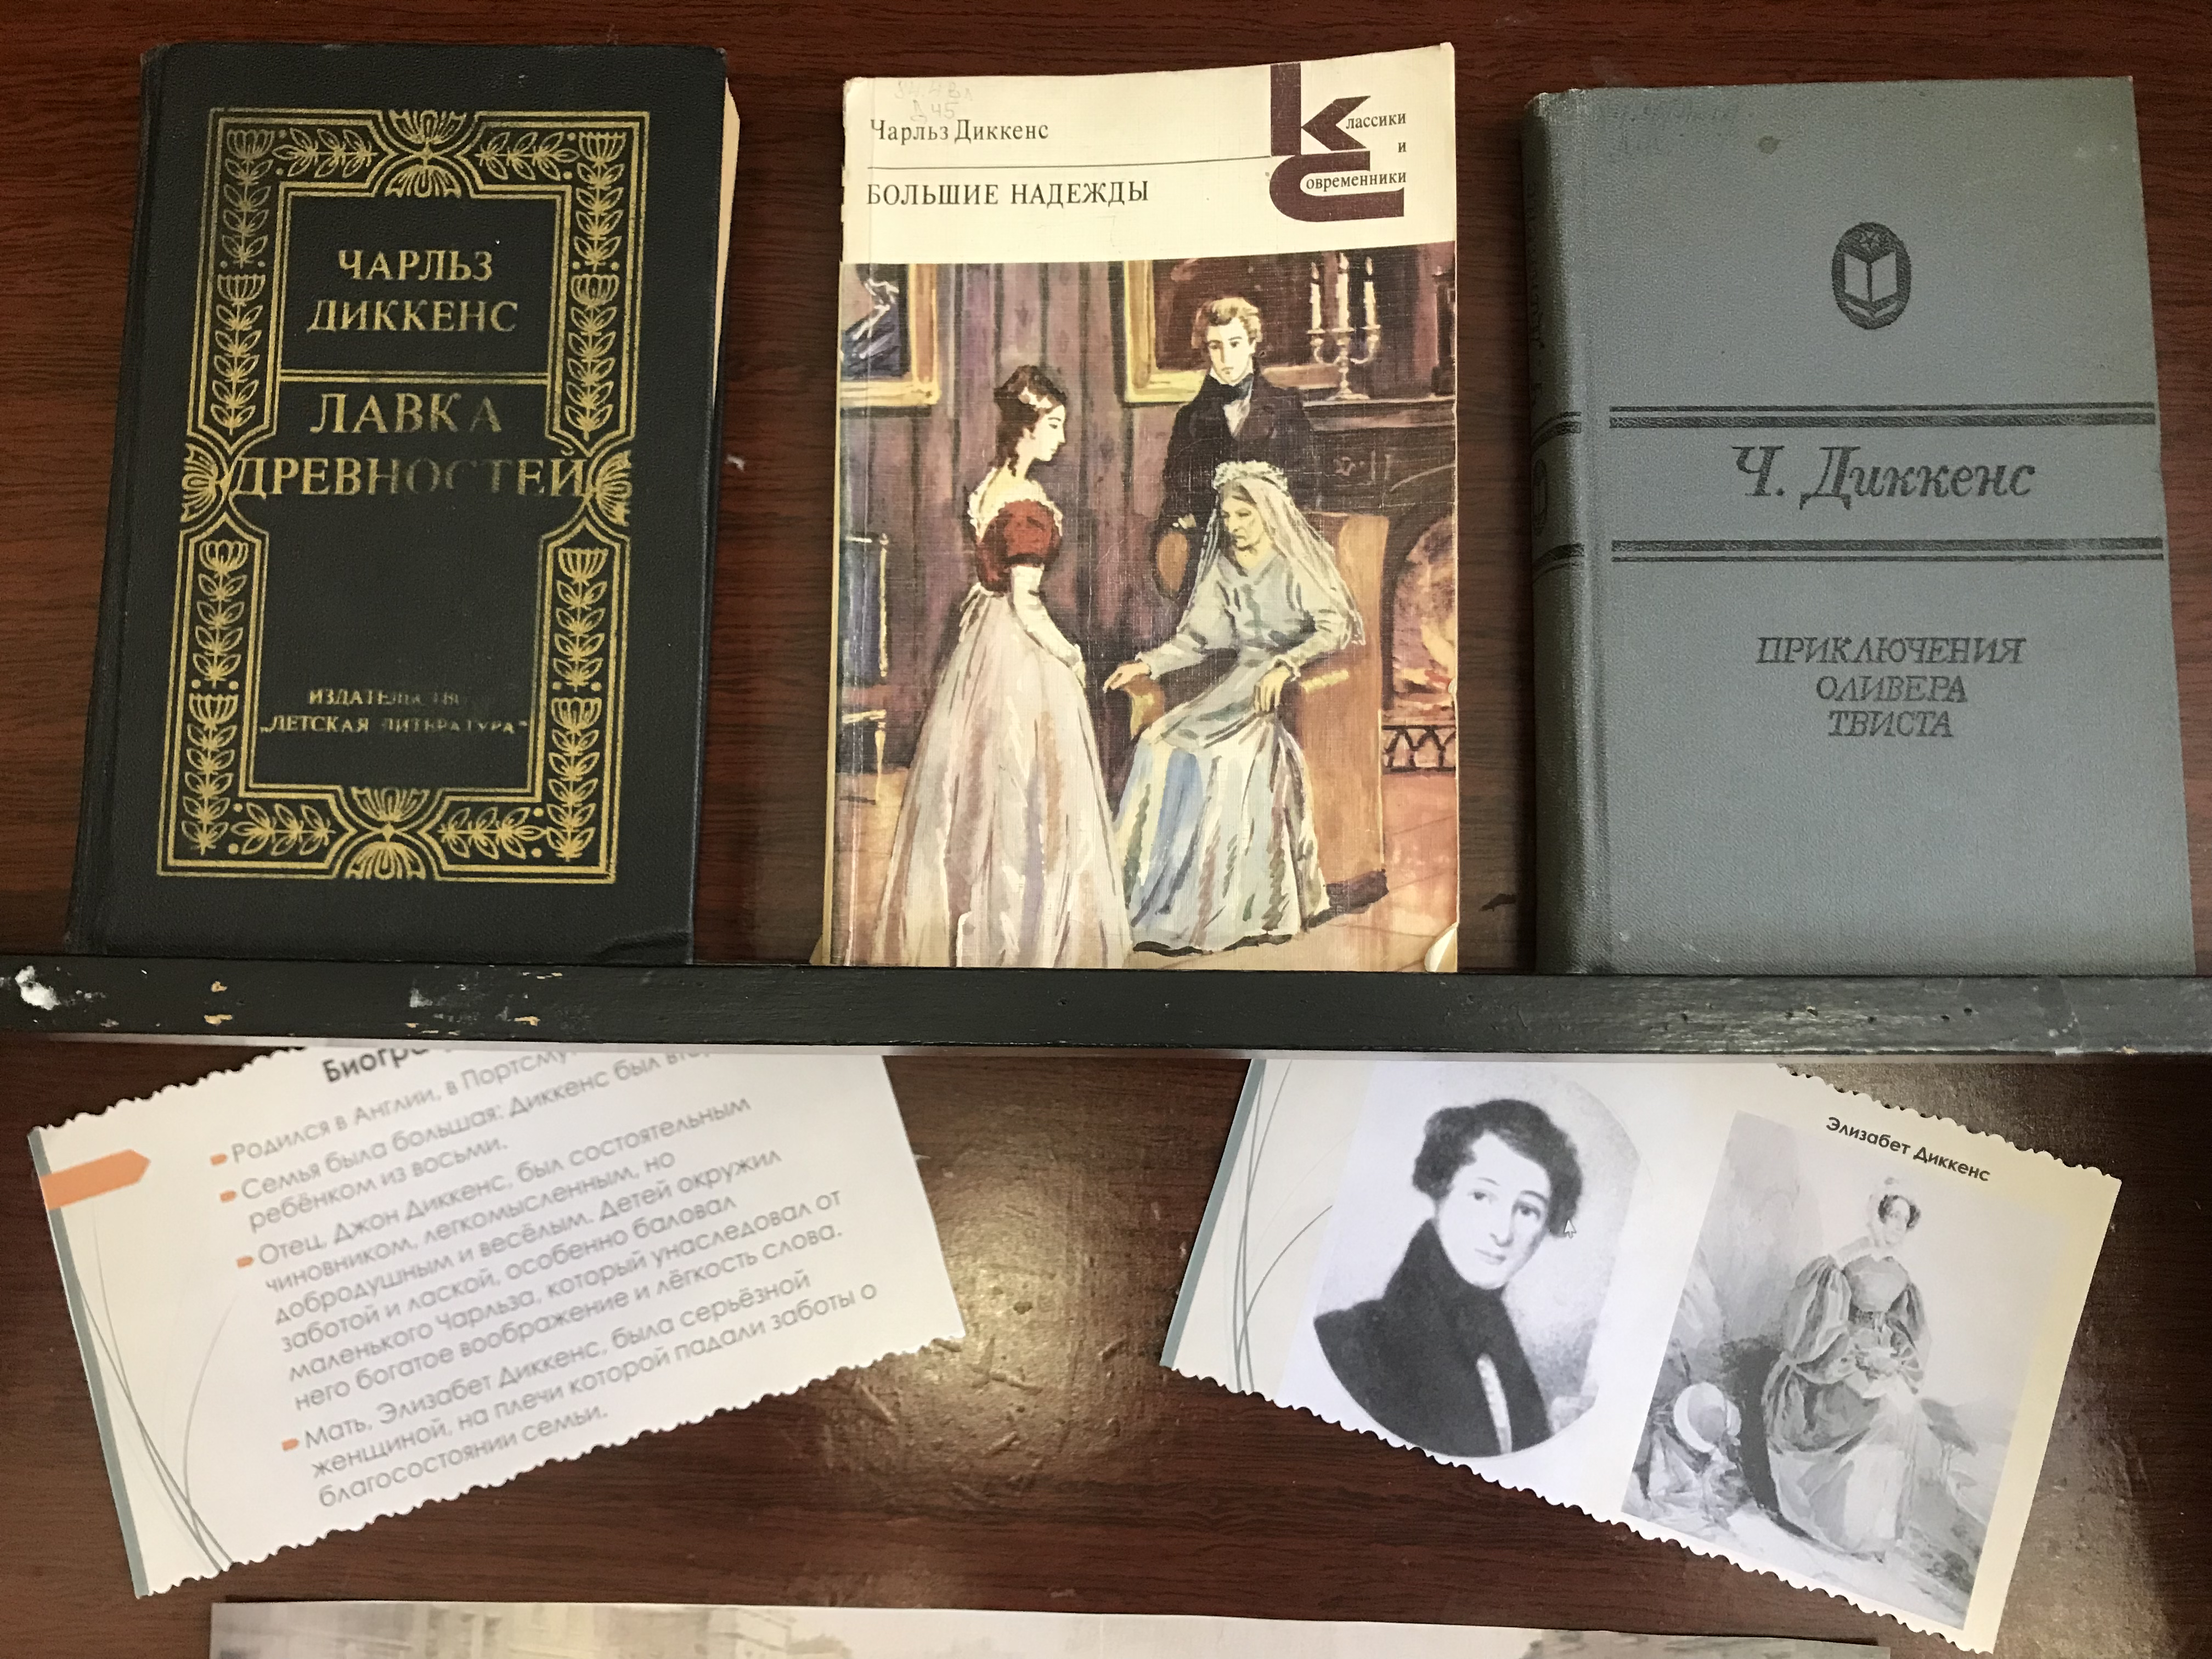 ЧАРЛЬЗ
ДИККЕНС
ЛАВКА
ДРЕВНОСТЕЙ
ИЗДАТЕЛЬСТВО
„ДЕТСКАЯ ЛИТЕРАТУРА"
Д45
Чарльз Диккенс
БОЛЬШИЕ НАДЕЖДЫ
Классики
и
Современники
Ч. Диккенс
ПРИКЛЮЧЕНИЯ
ОЛИВЕРА
ТВИСТА
Родился в Англии, в
Семья была большая: Диккенс был
ребёнком из восьми.
Отец, Джон Диккенс, был состоятельным
чиновником, легкомысленным, но
добродушным и весёлым. Детей окружил
заботой и лаской, особенно баловал
маленького Чарльза, который унаследовал от
него богатое воображение и лёгкость слова.
Мать, Элизабет Диккенс, была серьёзной
женщиной, на плечи которой падали заботы о
благосостоянии семьи.
Элизабет Диккенс